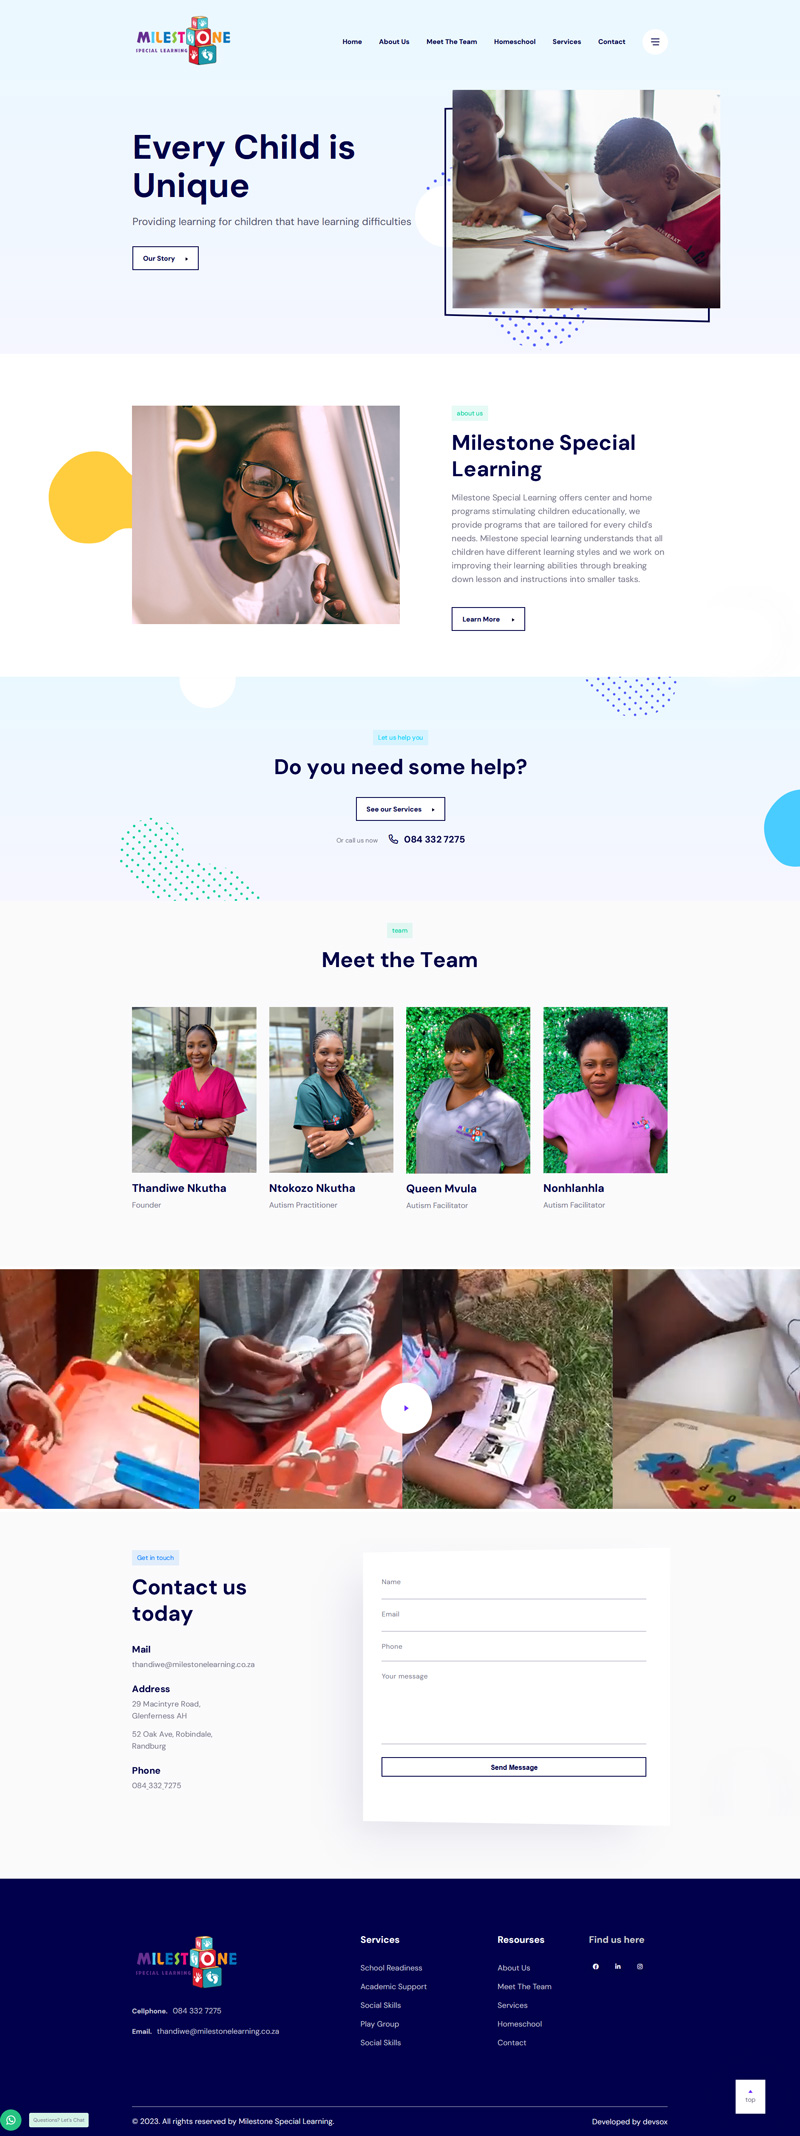 MILESTONE
SPECIAL LEARNING
Home
About Us
Meet The Team
Homeschool
Services
Contact
Every Child is
Unique
Providing learning for children that have learning difficulties
Our Story
about us
Milestone Special
Learning
Milestone Special Learning offers center and home
programs stimulating children educationally, we
provide programs that are tailored for every child's
needs. Milestone special learning understands that all
children have different learning styles and we work on
improving their learning abilities through breaking
down lesson and instructions into smaller tasks.
Learn More
Let us help you
Do you need some help?
See our Services
Or call us now
084 332 7275
team
Meet the Team
Thandiwe Nkutha
Founder
Ntokozo Nkutha
Autism Practitioner
Queen Mvula
Autism Facilitator
Nonhlanhla
Autism Facilitator
Get in touch
Contact us
today
Mail
thandiwe@milestonelearning.co.za
Address
29 Macintyre Road,
Glenferness AH
52 Oak Ave, Robindale,
Randburg
Phone
084 332 7275
Name
Email
Phone
Your message
Send Message
MILESTONE
SPECIAL LEARNING
Cellphone. 084 332 7275
Email. thandiwe@milestonelearning.co.za
Services
School Readiness
Academic Support
Social Skills
Play Group
Social Skills
Resourses
About Us
Meet The Team
Services
Homeschool
Contact
Find us here
top
Questions? Let's Chat
© 2023. All rights reserved by Milestone Special Learning.
Developed by devsox